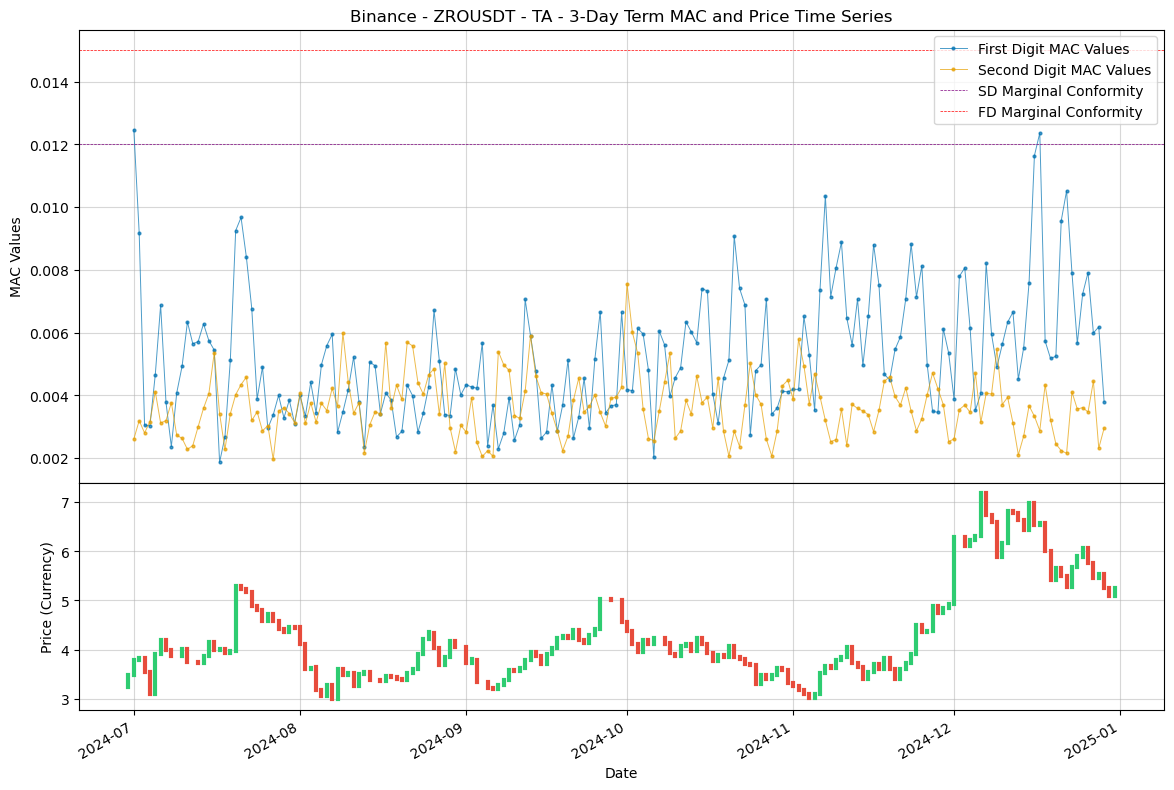 Binance - ZROUSDT - TA - 3-Day Term MAC and Price Time Series
First Digit MAC Values
Second Digit MAC Values
SD Marginal Conformity
FD Marginal Conformity
MAC Values
0.014
0.012
0.010
0.008
0.006
0.004
0.002
Price (Currency)
7
6
5
4
3
2024-07
2024-08
2024-09
2024-10
2024-11
2024-12
2025-01
Date